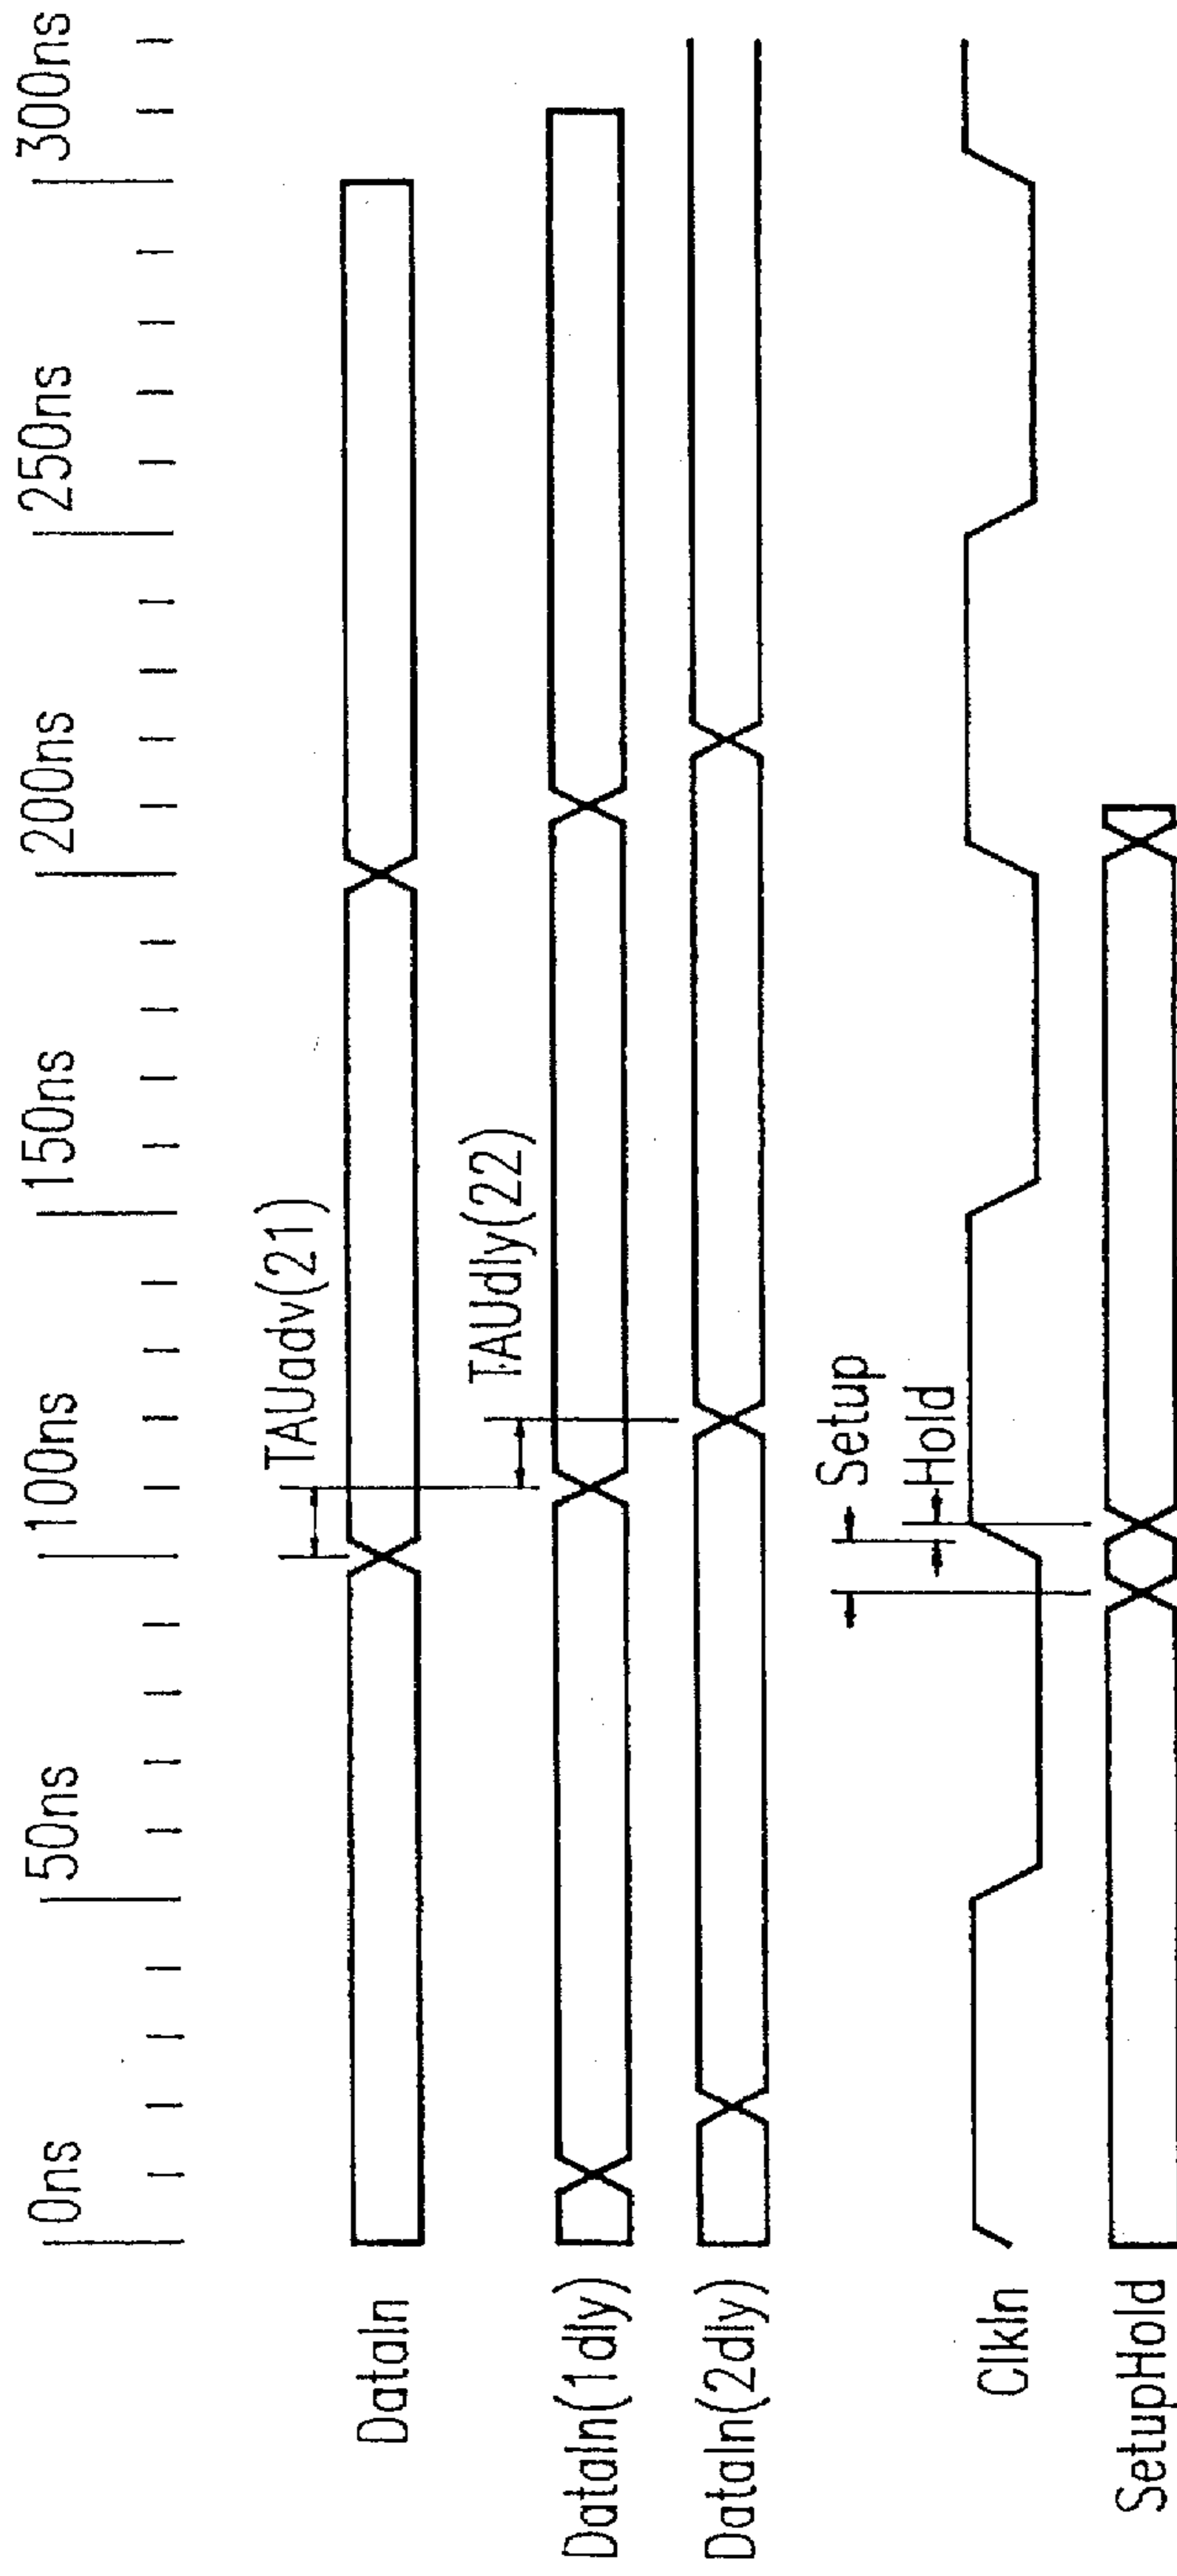 0ns 50ns 100ns 150ns 200ns 250ns 300ns
TAUadv(21)
DataIn
TAUdly(22)
DataIn(1dly)
DataIn(2dly)
Setup
Hold
ClkIn
SetupHold